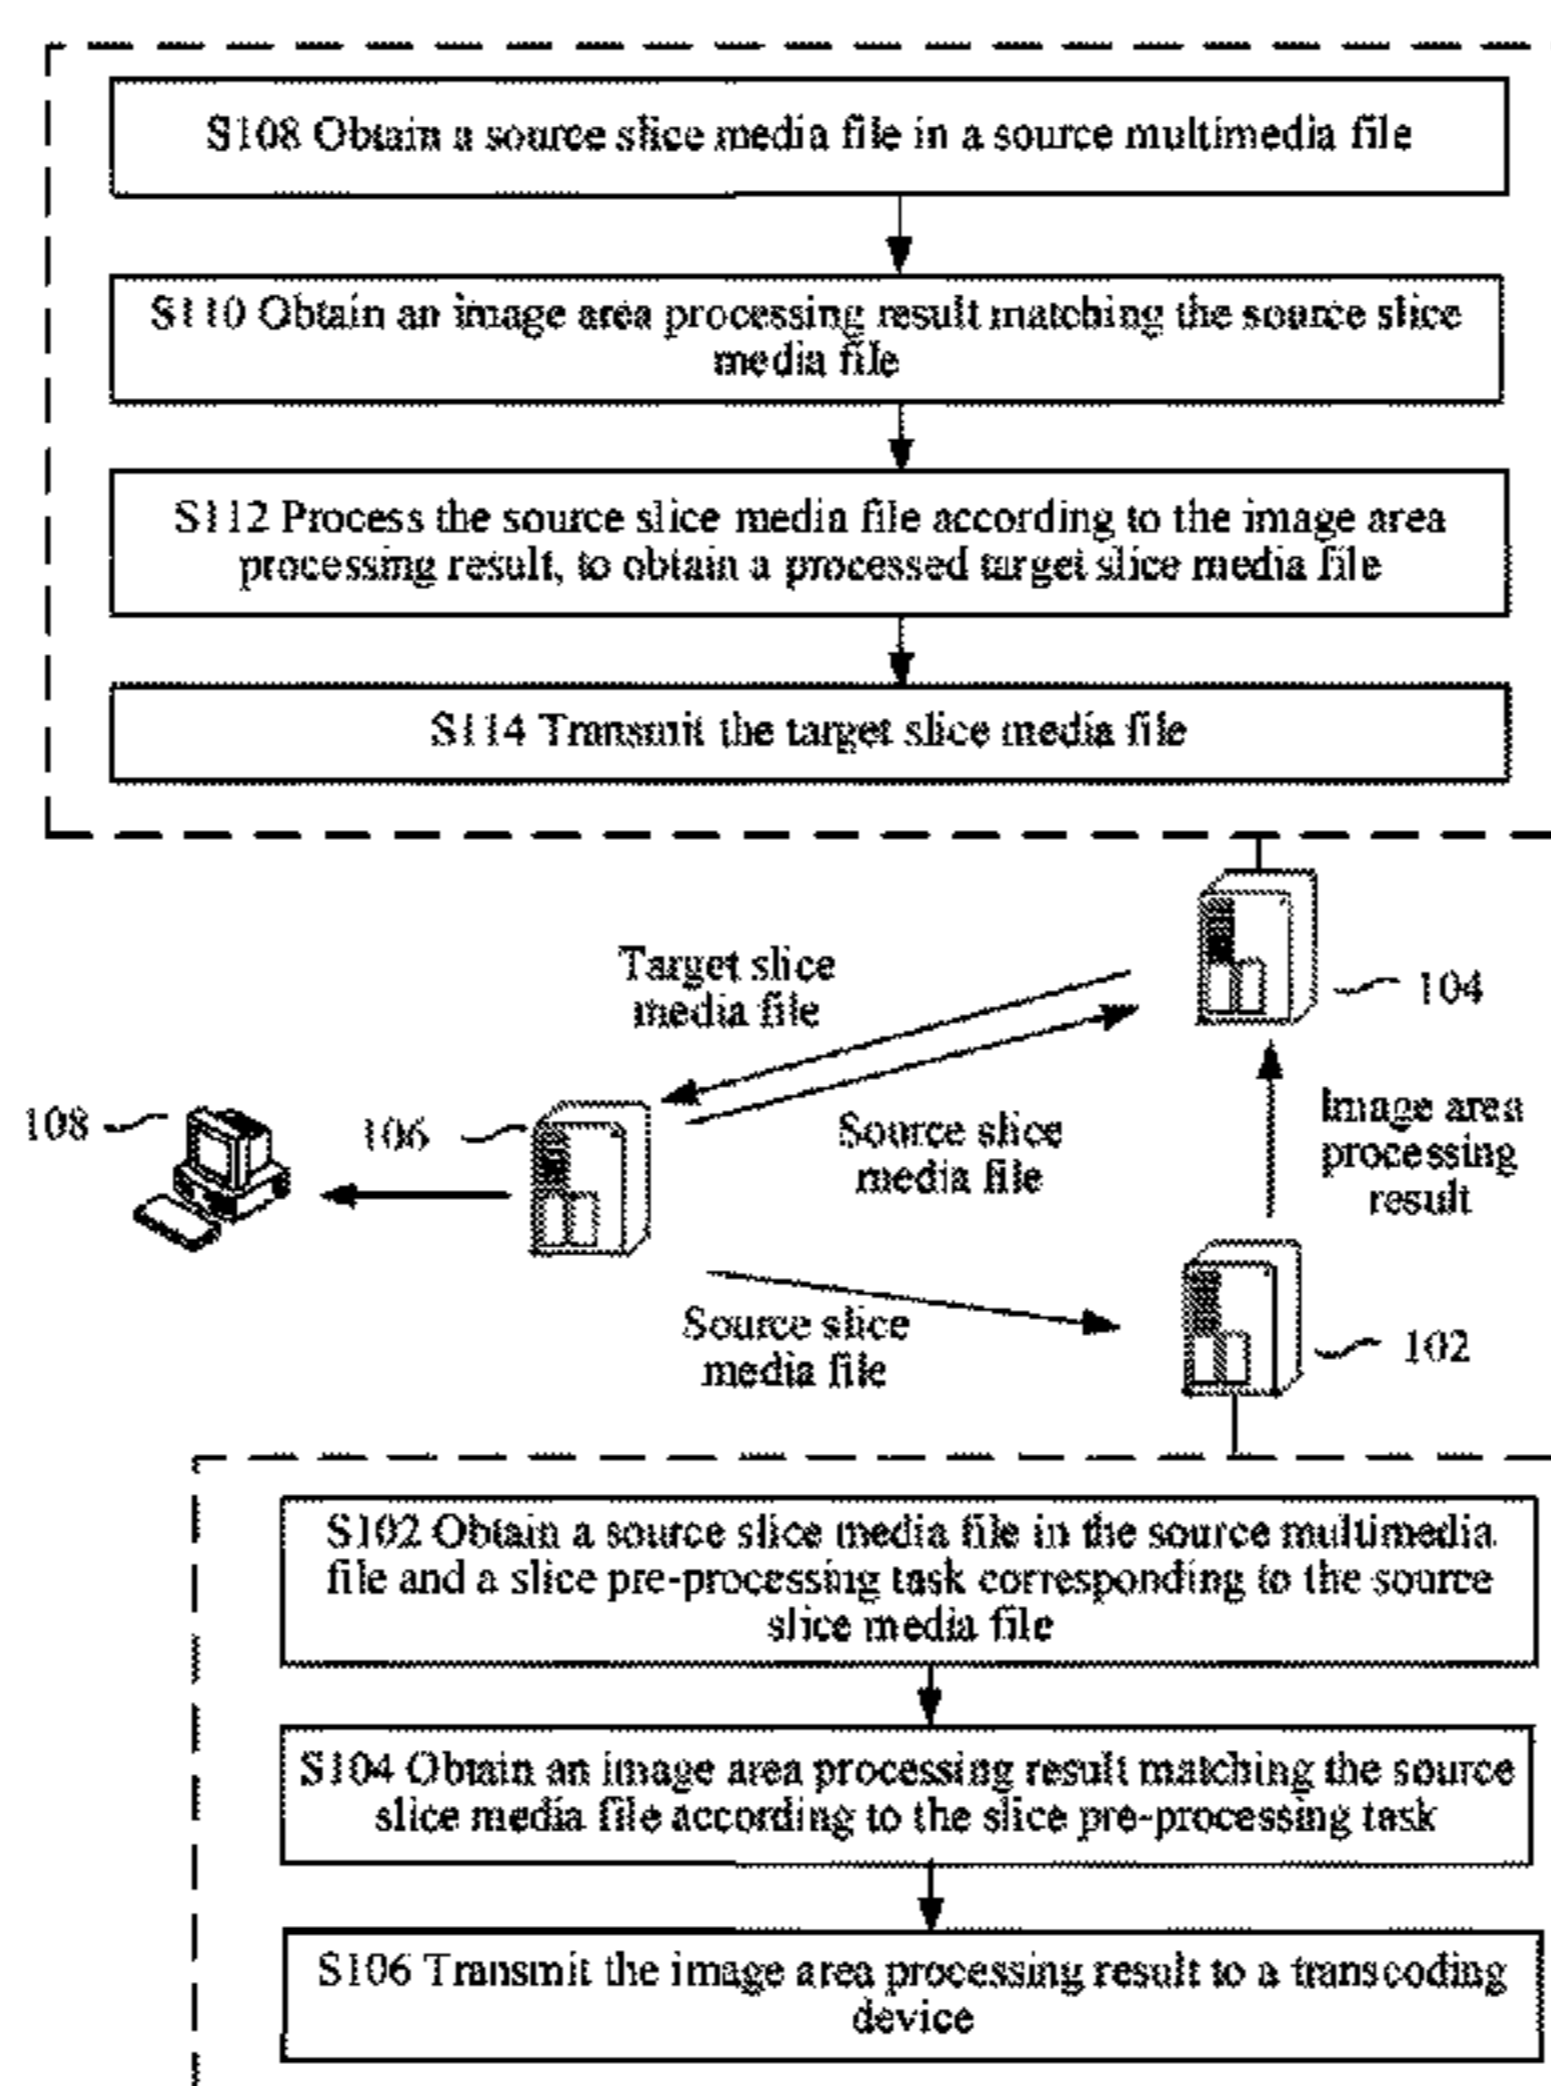 S108 Obtain a source slice media file in a source multimedia file
S110 Obtain an image area processing result matching the source slice
media file
S112 Process the source slice media file according to the image area
processing result, to obtain a processed target slice media file
S114 Transmit the target slice media file
Target slice
media file
104
108
106
Source slice
media file
Image area
processing
result
Source slice
media file
102
S102 Obtain a source slice media file in the source multimedia
file and a slice pre-processing task corresponding to the source
slice media file
S104 Obtain an image area processing result matching the source
slice media file according to the slice pre-processing task
S106 Transmit the image area processing result to a transcoding
device